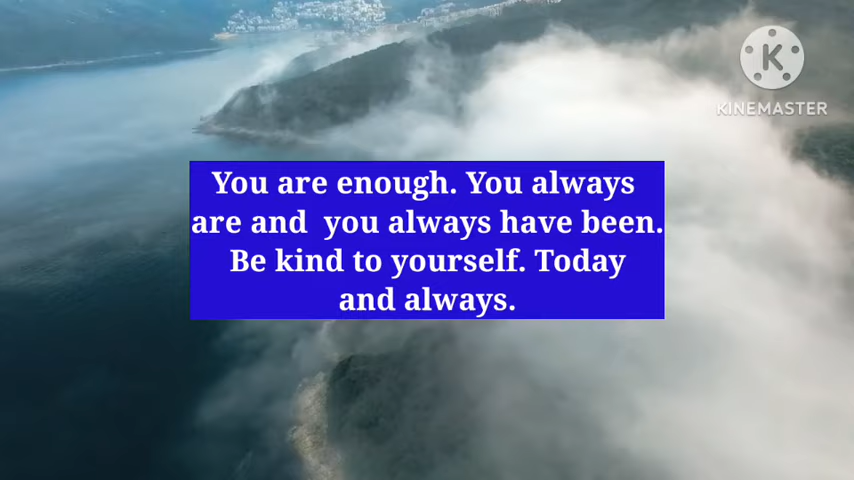 K
KINEMASTER
You are enough. You always
are and  you always have been.
Be kind to yourself. Today
and always.